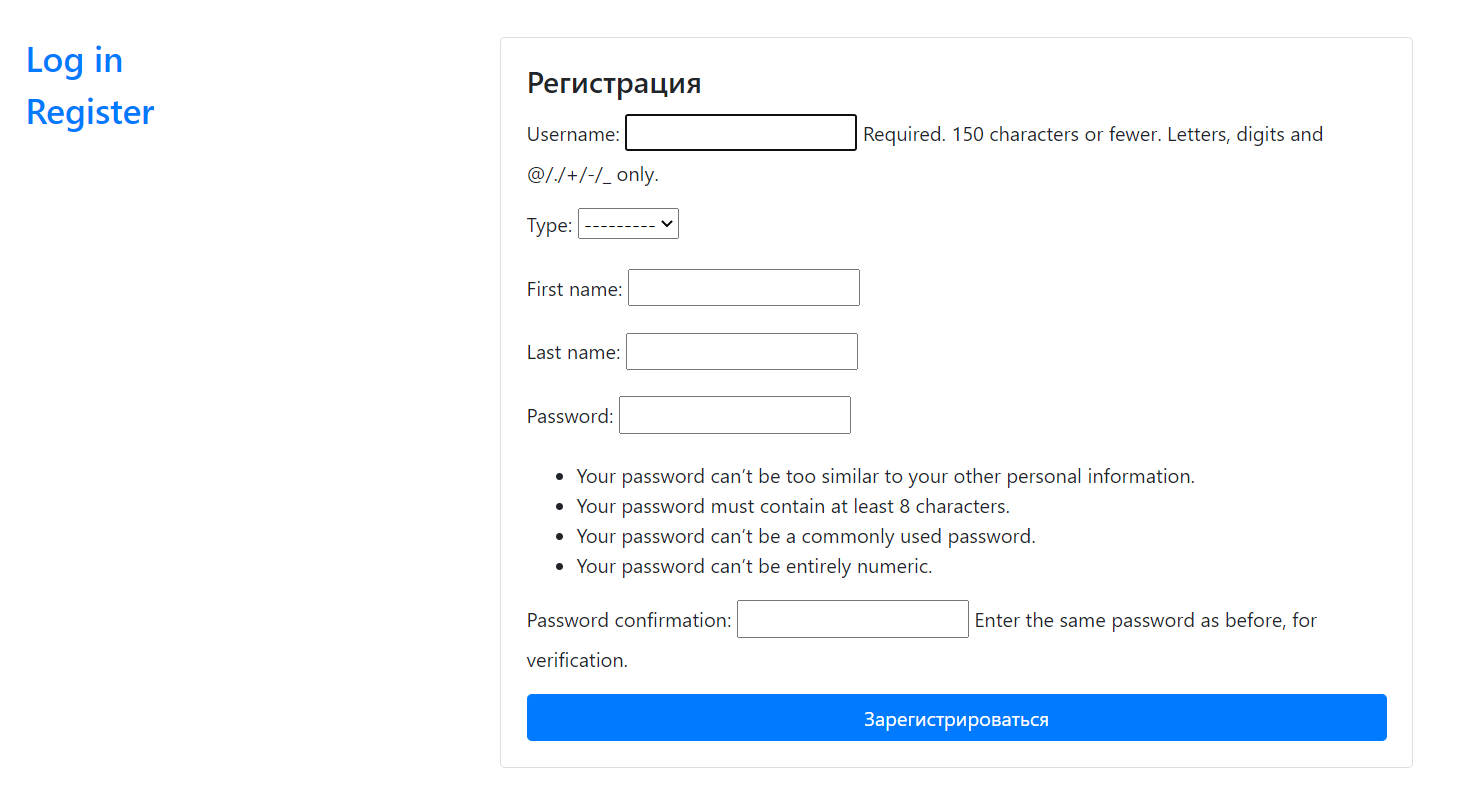 Log in
Register
Регистрация
Username: Required. 150 characters or fewer. Letters, digits and
@/./+/-/_ only.
Type: ---------
First name:
Last name:
Password:
• Your password can’t be too similar to your other personal information.
• Your password must contain at least 8 characters.
• Your password can’t be a commonly used password.
• Your password can’t be entirely numeric.
Password confirmation: Enter the same password as before, for
verification.
Зарегистрироваться